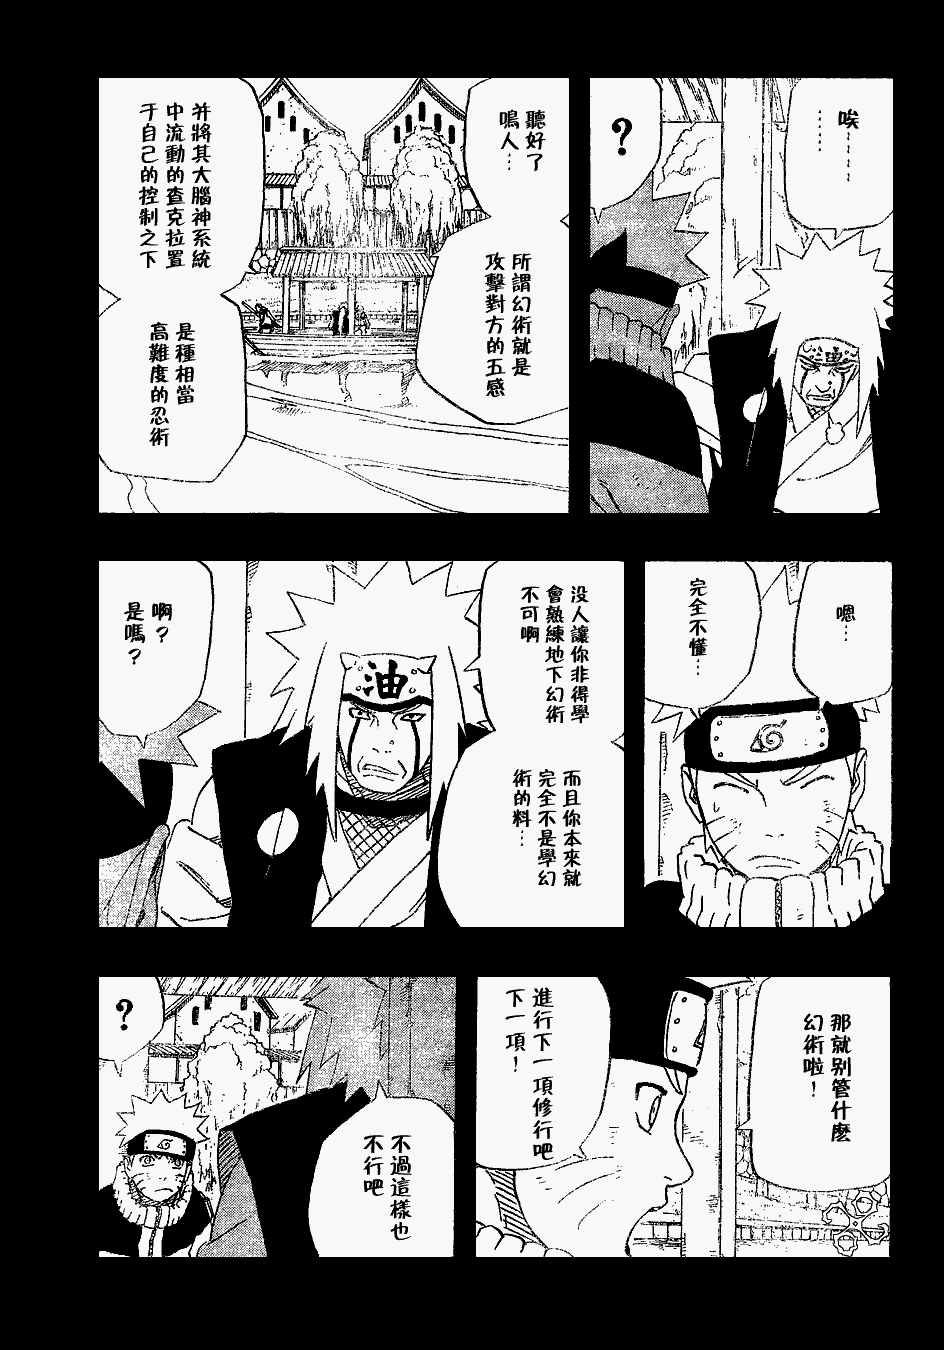 唉……
……
?
聽好了
鳴人…
所謂幻術就是
攻擊對方的五感
并將其大腦神系統
中流動的查克拉置
于自己的控制之下
是種相當
高難度的忍術
嗯…
完全不懂…
没人讓你非得學
會熟練地下幻術
不可啊
而且你本來就
完全不是學幻
術的料…
油
啊?
是嗎?
那就别管什麽
幻術啦!
進行下一項修行吧
下一項!
不過這樣也
不行吧
?